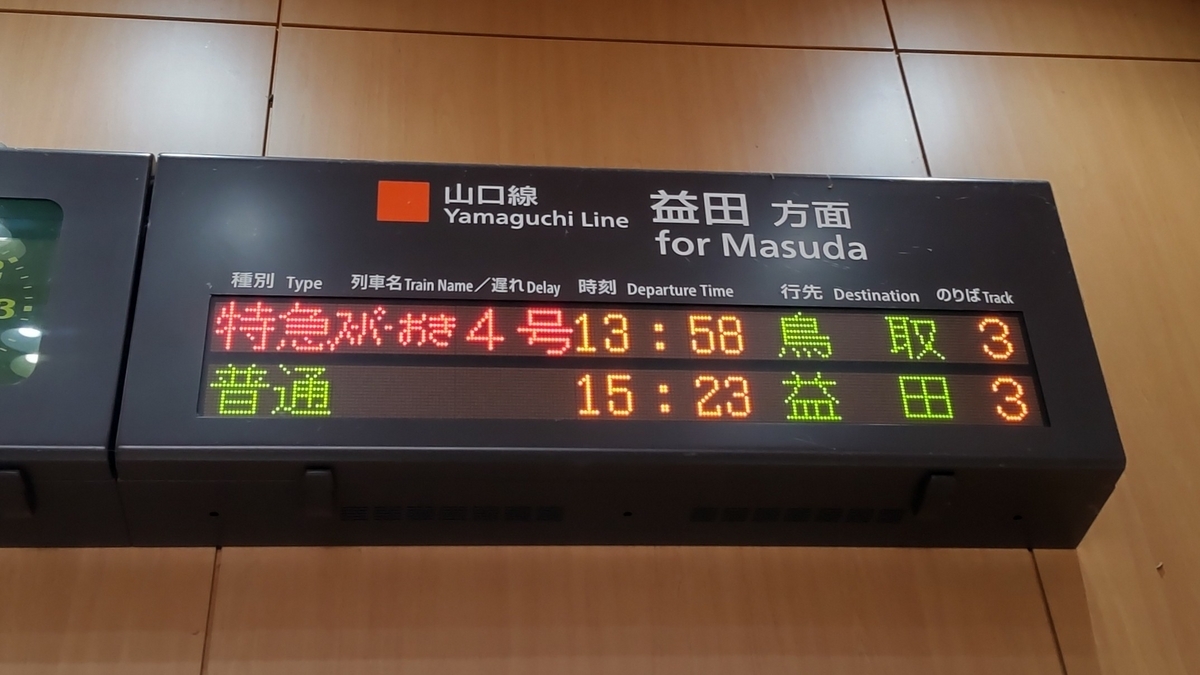 山口線 益田 方面
Yamaguchi Line for Masuda
種別 Type 列車名 Train Name／遅れ Delay 時刻 Departure Time 行先 Destination のりば Track
特急 スーパーおき 4 号 13：58 鳥取 3
普通 15：23 益田 3